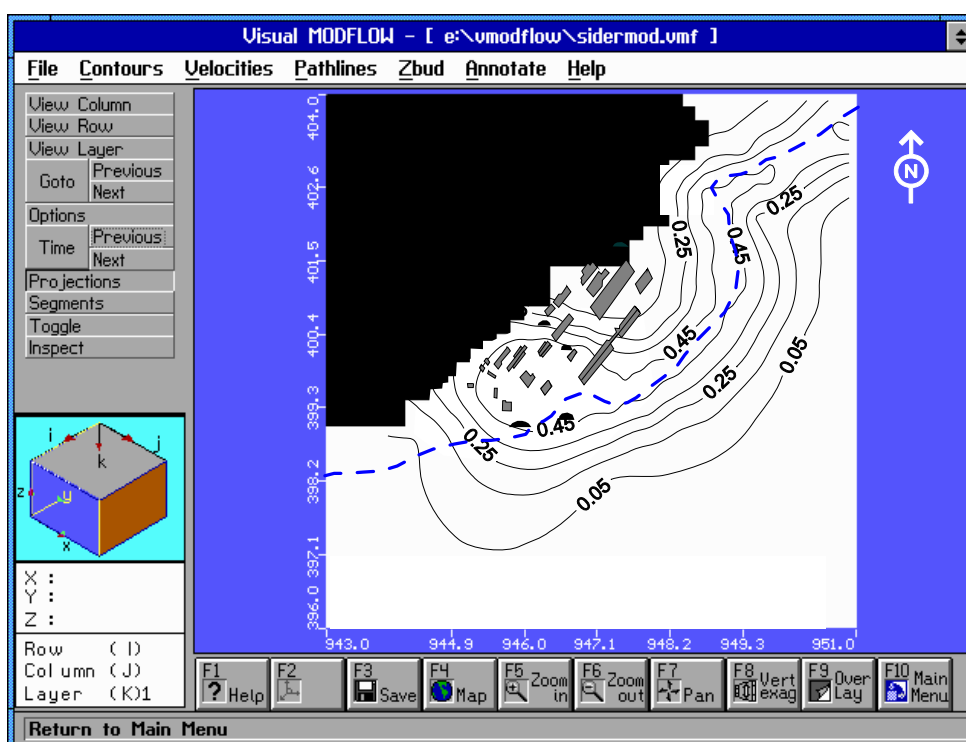 Visual MODFLOW - [ e:\vmodflow\sidermod.vmf ]
File Contours Velocities Pathlines Zbud Annotate Help
View Column
View Row
View Layer
Goto
Previous
Next
Options
Time
Previous
Next
Projections
Segments
Toggle
Inspect
i
j
k
z
y
x
X :
Y :
Z :
Row ( I)
Column (J)
Layer (K)1
404.0
402.6
401.5
400.4
399.3
398.2
397.1
396.0
943.0 944.9 946.0 947.1 948.2 949.3 951.0
N
0.25
0.25
0.45
0.45
0.05
0.25
0.45
0.25
0.05
F1 ? Help
F2
F3 Save
F4 Map
F5 Zoom in
F6 Zoom out
F7 Pan
F8 Vert exag
F9 Over Lay
F10 Main Menu
Return to Main Menu